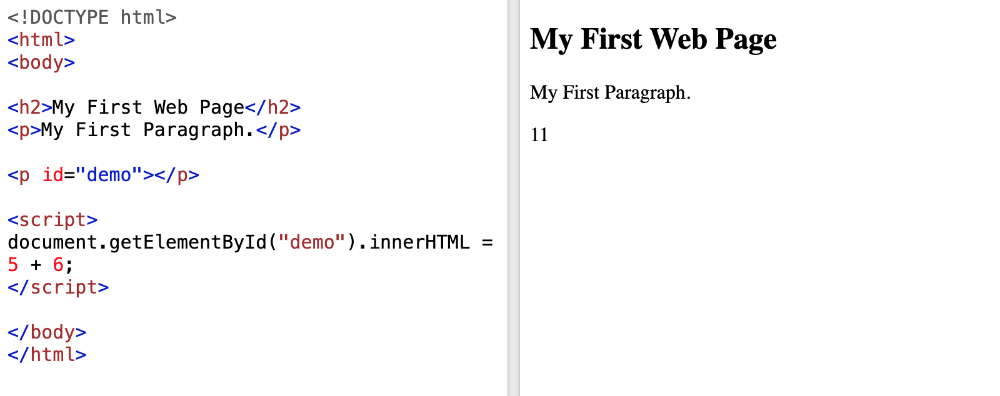 <!DOCTYPE html>
<html>
<body>
<h2>My First Web Page</h2>
<p>My First Paragraph.</p>
<p id="demo"></p>
<script>
document.getElementById("demo").innerHTML =
5 + 6;
</script>
</body>
</html>
My First Web Page
My First Paragraph.
11